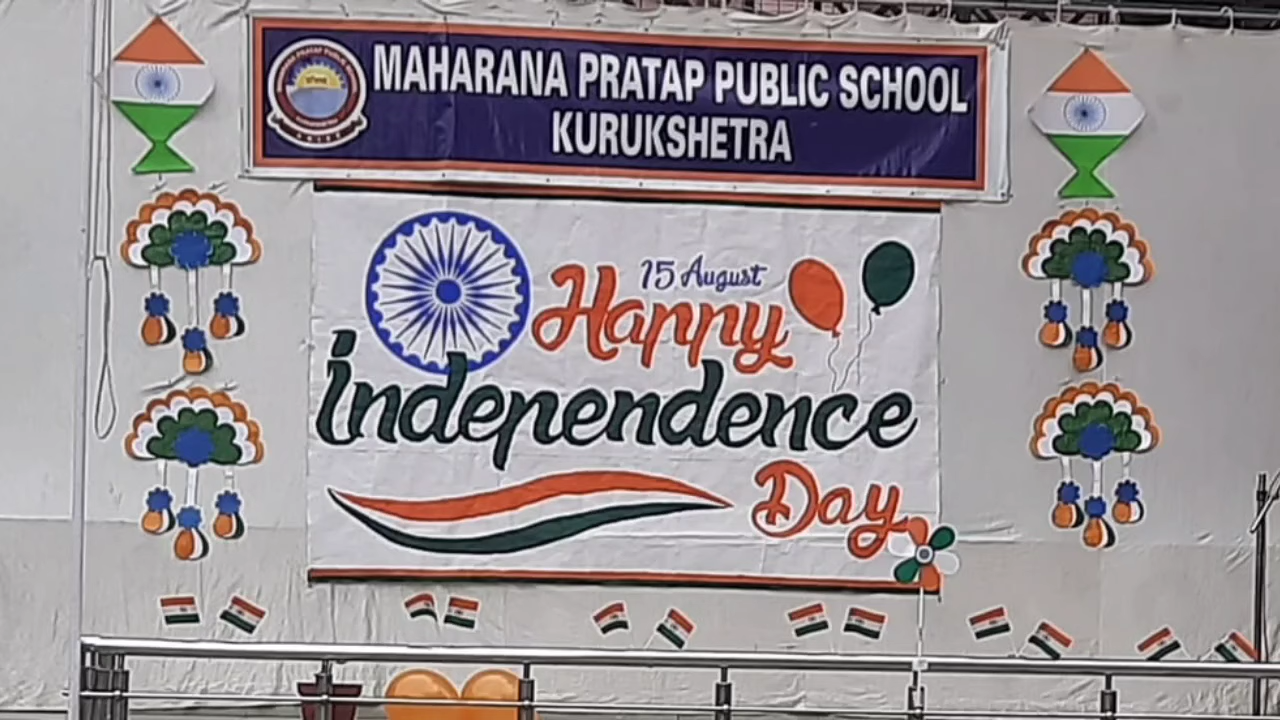 MAHARANA PRATAP PUBLIC SCHOOL
KURUKSHETRA
15 August
Happy
independence
Day